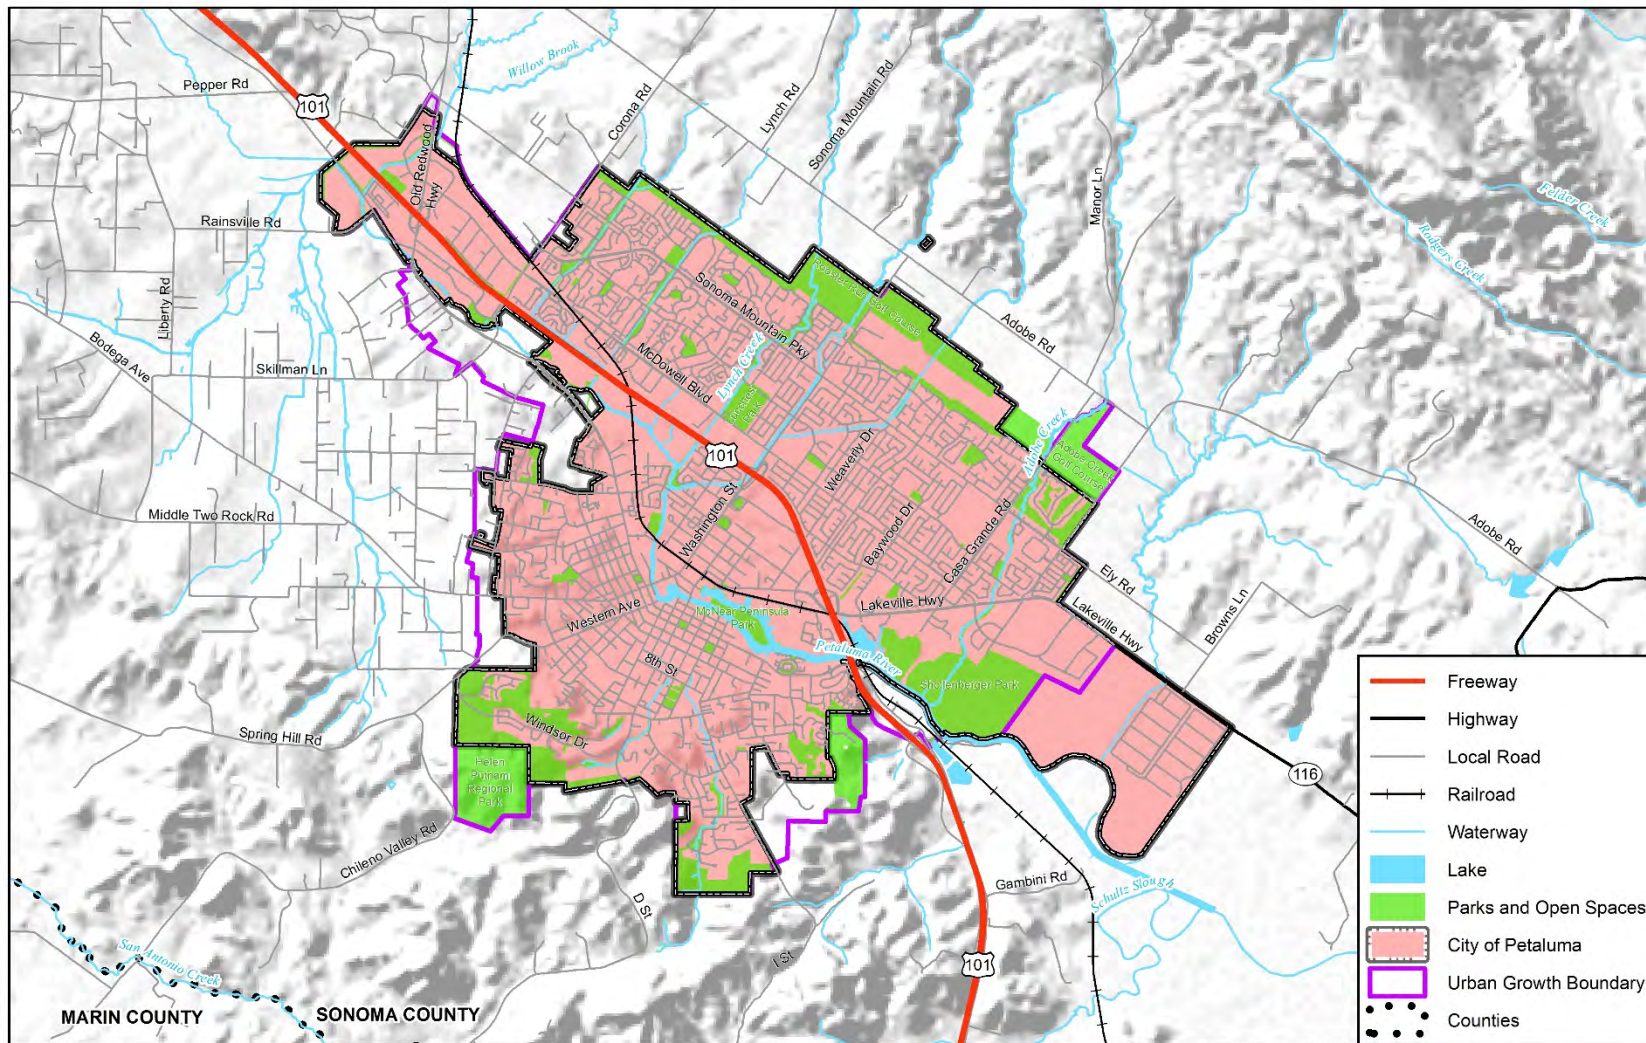 Pepper Rd
101
Willow Brook
Corona Rd
Lynch Rd
Sonoma Mountain Rd
Manor Ln
Felder Creek
Rodgers Creek
Old Redwood
Hwy
Rainsville Rd
Liberty Rd
Bodega Ave
Skillman Ln
Rooster Run Golf Course
Sonoma Mountain Pky
Adobe Rd
McDowell Blvd
Lynch Creek
Park
101
Weaverly Dr
Adobe Creek
Adobe Creek
Golf Course
Middle Two Rock Rd
Washington St
Baywood Dr
Casa Grande Rd
Adobe Rd
Ely Rd
Browns Ln
Lakeville Hwy
Lakeville Hwy
Western Ave
McNear Peninsula
Park
Petaluma River
8th St
Shollenberger Park
Windsor Dr
Spring Hill Rd
Helen
Putnam
Regional
Park
Chileno Valley Rd
116
D St
I St
Gambini Rd
Schultz Slough
101
San Antonio Creek
MARIN COUNTY
SONOMA COUNTY
Freeway
Highway
Local Road
Railroad
Waterway
Lake
Parks and Open Spaces
City of Petaluma
Urban Growth Boundary
Counties